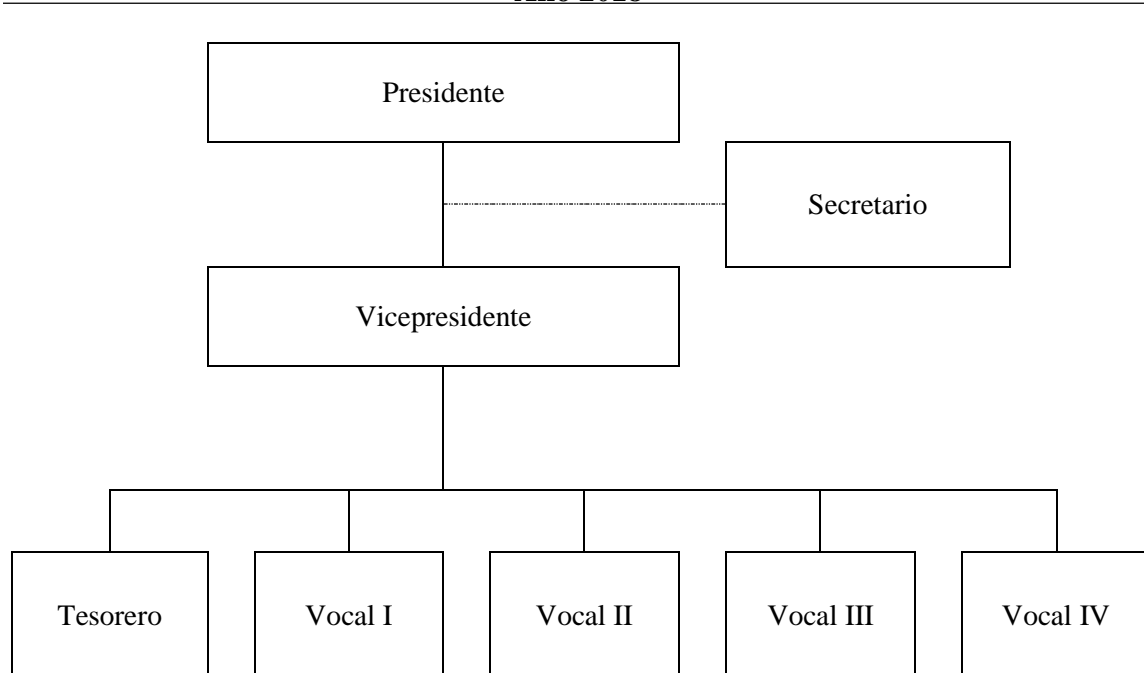 Presidente
Secretario
Vicepresidente
Tesorero
Vocal I
Vocal II
Vocal III
Vocal IV